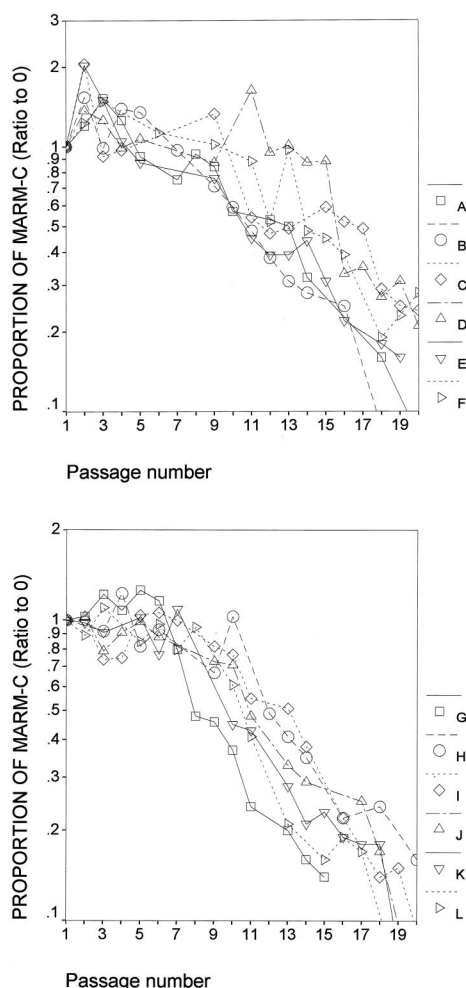 PROPORTION OF MARM-C (Ratio to 0)
3
2
1
.9
.8
.7
.6
.5
.4
.3
.2
.1
1 3 5 7 9 11 13 15 17 19
Passage number
A
B
C
D
E
F
PROPORTION OF MARM-C (Ratio to 0)
2
1
.9
.8
.7
.6
.5
.4
.3
.2
.1
1 3 5 7 9 11 13 15 17 19
Passage number
G
H
I
J
K
L